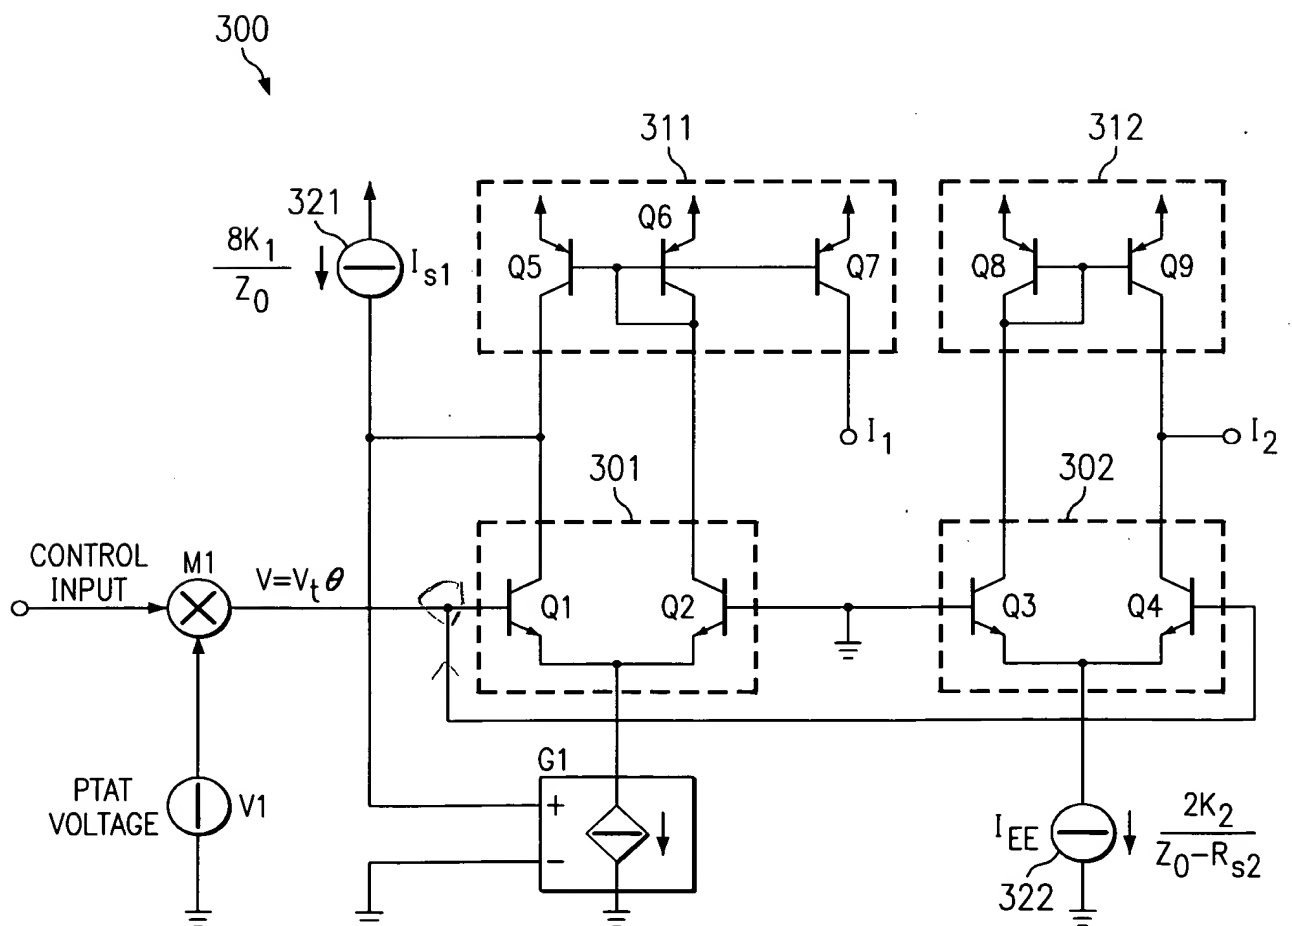 300
311
312
321
8K1
Z0
Is1
Q5
Q6
Q7
Q8
Q9
I1
I2
301
302
CONTROL
INPUT
M1
V=Vtθ
Q1
Q2
Q3
Q4
G1
+
−
PTAT
VOLTAGE
V1
IEE
322
2K2
Z0−Rs2